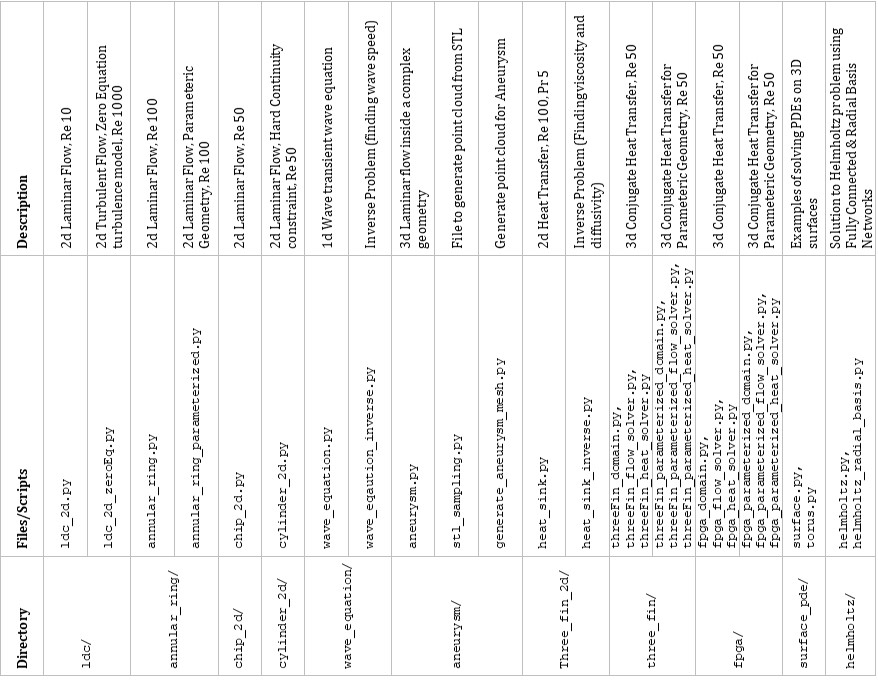 Directory Files/Scripts Description
ldc/
ldc_2d.py
2d Laminar Flow, Re 10
ldc_2d_zeroEq.py
2d Turbulent Flow, Zero Equation
turbulence model, Re 1000
annular_ring/
annular_ring.py
2d Laminar Flow, Re 100
annular_ring_parameterized.py
2d Laminar Flow, Parameteric
Geometry, Re 100
chip_2d/
chip_2d.py
2d Laminar Flow, Re 50
cylinder_2d/
cylinder_2d.py
2d Laminar Flow, Hard Continuity
constraint, Re 50
wave_equation/
wave_equation.py
1d Wave transient wave equation
wave_eqaution_inverse.py
Inverse Problem (finding wave speed)
aneurysm/
aneurysm.py
3d Laminar flow inside a complex
geometry
stl_sampling.py
File to generate point cloud from STL
generate_aneurysm_mesh.py
Generate point cloud for Aneurysm
Three_fin_2d/
heat_sink.py
2d Heat Transfer, Re 100, Pr 5
heat_sink_inverse.py
Inverse Problem (Finding viscosity and
diffusivity)
three_fin/
threeFin_domain.py,
threeFin_flow_solver.py,
threeFin_heat_solver.py
3d Conjugate Heat Transfer, Re 50
threeFin_parameterized_domain.py,
threeFin_parameterized_flow_solver.py,
threeFin_parameterized_heat_solver.py
3d Conjugate Heat Transfer for
Parameteric Geometry, Re 50
fpga/
fpga_domain.py,
fpga_flow_solver.py,
fpga_heat_solver.py
3d Conjugate Heat Transfer, Re 50
fpga_parameterized_domain.py,
fpga_parameterized_flow_solver.py,
fpga_parameterized_heat_solver.py
3d Conjugate Heat Transfer for
Parameteric Geometry, Re 50
surface_pde/
surface.py,
torus.py
Examples of solving PDEs on 3D
surfaces
helmholtz/
helmholtz.py,
helmholtz_radial_basis.py
Solution to Helmholtz problem using
Fully Connected & Radial Basis
Networks